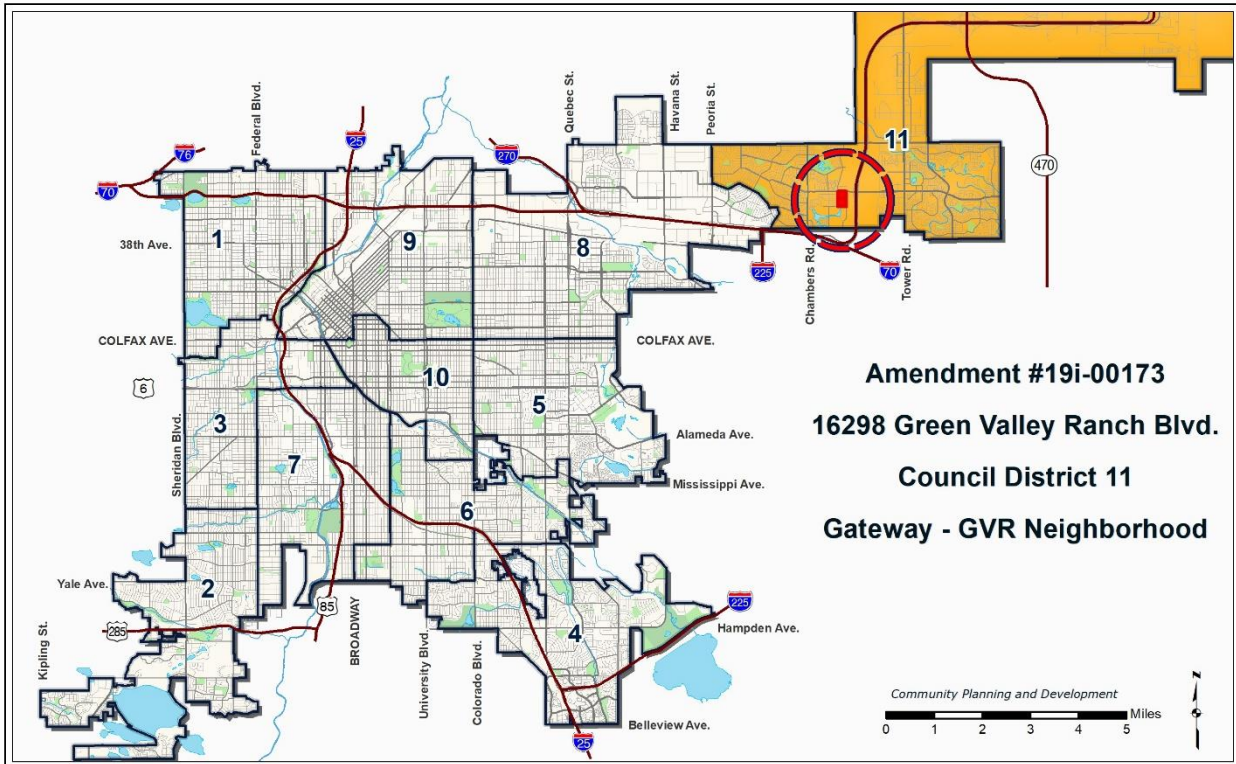 Federal Blvd.
25
Quebec St.
Havana St.
Peoria St.
76
9
270
11
470
70
38th Ave.
1
9
8
225
Chambers Rd.
70
Tower Rd.
COLFAX AVE.
COLFAX AVE.
6
10
Sheridan Blvd.
3
5
Alameda Ave.
7
Mississippi Ave.
6
Amendment #19i-00173
16298 Green Valley Ranch Blvd.
Council District 11
Gateway - GVR Neighborhood
Yale Ave.
2
85
BROADWAY
University Blvd.
Colorado Blvd.
225
Hampden Ave.
285
Kipling St.
4
Belleview Ave.
25
Community Planning and Development
0 1 2 3 4 5 Miles
N